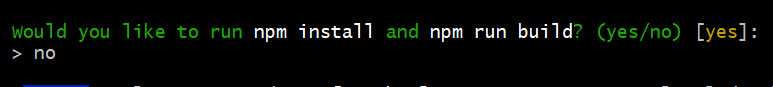 Would you like to run npm install and npm run build? (yes/no) [yes]:
> no